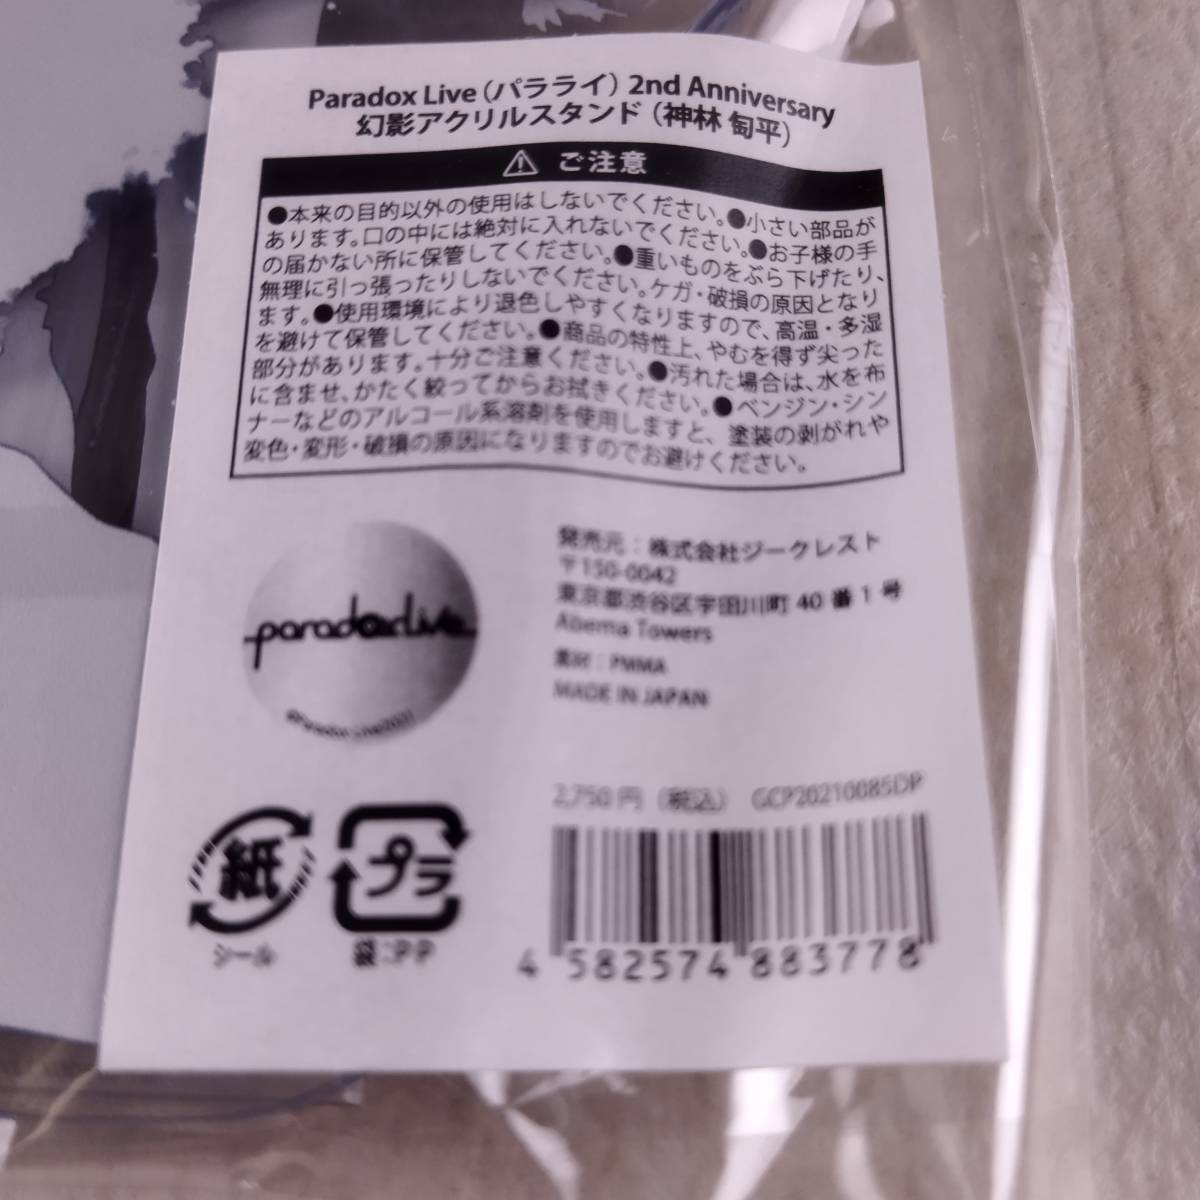 Paradox Live（パラライ）2nd Anniversary
幻影アクリルスタンド（神林 匋平）
⚠ ご注意
●本来の目的以外の使用はしないでください。●小さい部品が
あります。口の中には絶対に入れないでください。●お子様の手
の届かない所に保管してください。●重いものをぶら下げたり、
無理に引っ張ったりしないでください。ケガ・破損の原因となり
ます。●使用環境により退色しやすくなりますので、高温・多湿
を避けて保管してください。●商品の特性上、やむを得ず尖った
部分があります。十分ご注意ください。●汚れた場合は、水を布
に含ませ、かたく絞ってからお拭きください。●ベンジン・シン
ナーなどのアルコール系溶剤を使用しますと、塗装の剥がれや
変色・変形・破損の原因になりますのでお避けください。
paradoxlive
©Paradox Live2021
発売元：株式会社ジークレスト
〒150-0042
東京都渋谷区宇田川町 40 番 1 号
Abema Towers
素材：PMMA
MADE IN JAPAN
2,750 円（税込） GCP20210085DP
紙
シール
プラ
袋：PP
4 582574 883778